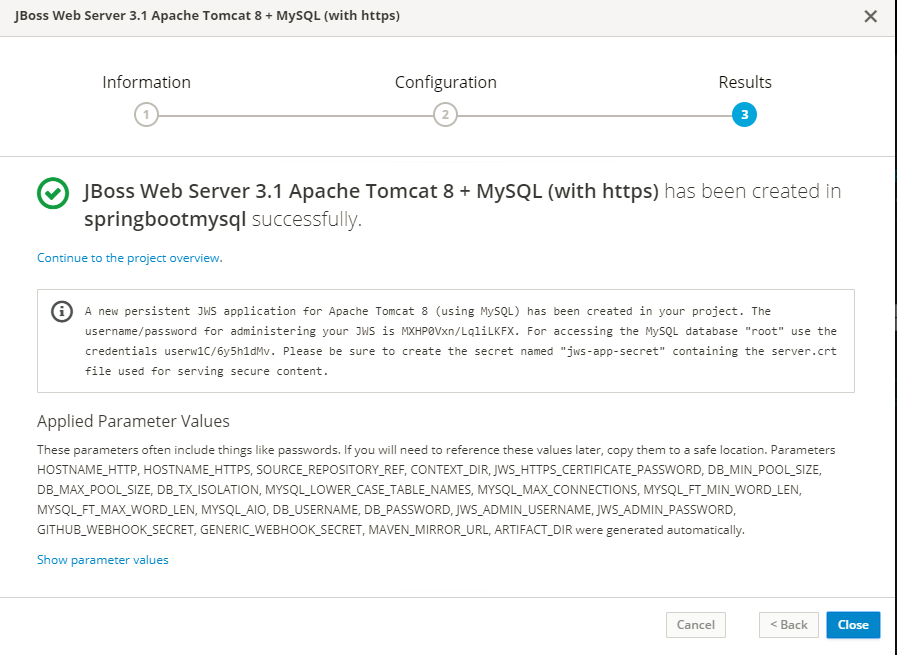 JBoss Web Server 3.1 Apache Tomcat 8 + MySQL (with https)
Information
Configuration
Results
1
2
3
JBoss Web Server 3.1 Apache Tomcat 8 + MySQL (with https) has been created in
springbootmysql successfully.
Continue to the project overview.
A new persistent JWS application for Apache Tomcat 8 (using MySQL) has been created in your project. The
username/password for administering your JWS is MXHP0Vxn/LqliLKFX. For accessing the MySQL database "root" use the
credentials userw1C/6y5h1dMv. Please be sure to create the secret named "jws-app-secret" containing the server.crt
file used for serving secure content.
Applied Parameter Values
These parameters often include things like passwords. If you will need to reference these values later, copy them to a safe location. Parameters
HOSTNAME_HTTP, HOSTNAME_HTTPS, SOURCE_REPOSITORY_REF, CONTEXT_DIR, JWS_HTTPS_CERTIFICATE_PASSWORD, DB_MIN_POOL_SIZE,
DB_MAX_POOL_SIZE, DB_TX_ISOLATION, MYSQL_LOWER_CASE_TABLE_NAMES, MYSQL_MAX_CONNECTIONS, MYSQL_FT_MIN_WORD_LEN,
MYSQL_FT_MAX_WORD_LEN, MYSQL_AIO, DB_USERNAME, DB_PASSWORD, JWS_ADMIN_USERNAME, JWS_ADMIN_PASSWORD,
GITHUB_WEBHOOK_SECRET, GENERIC_WEBHOOK_SECRET, MAVEN_MIRROR_URL, ARTIFACT_DIR were generated automatically.
Show parameter values
Cancel
< Back
Close